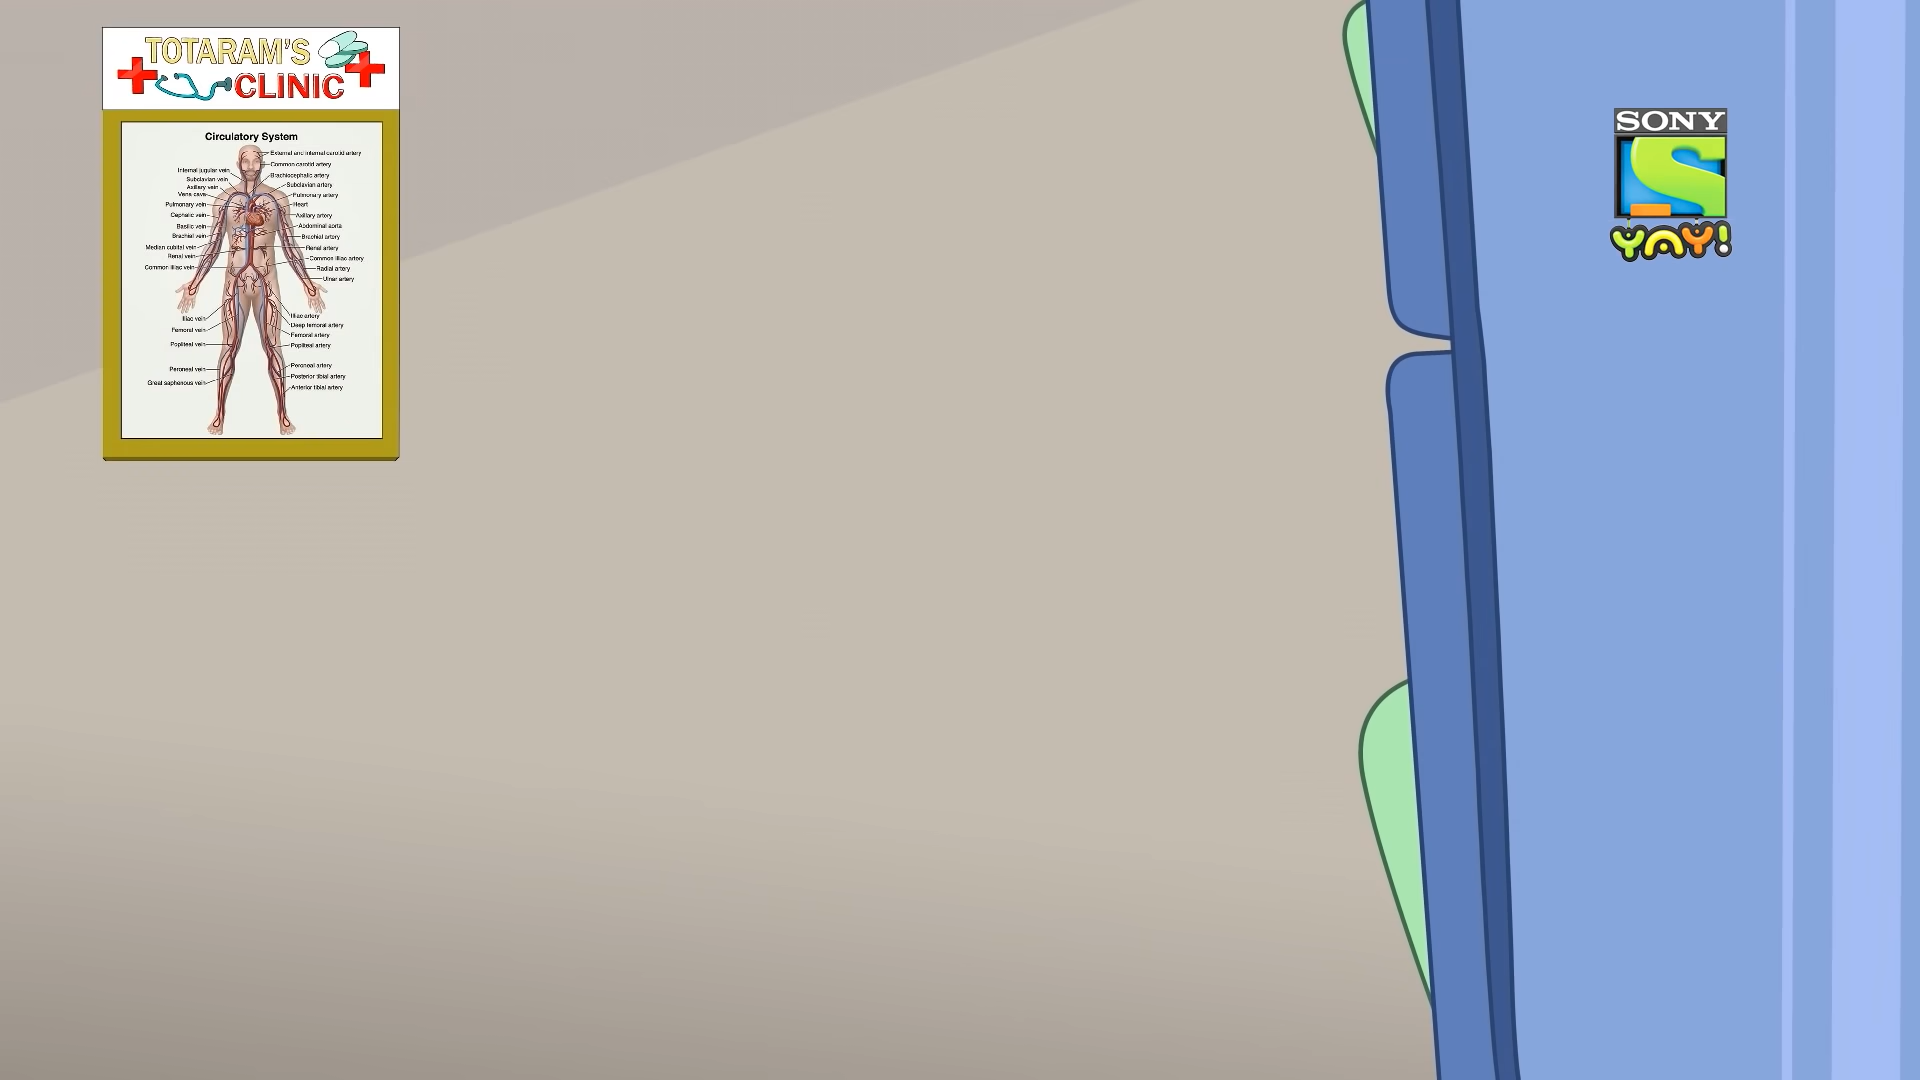 TOTARAM'S
CLINIC
Circulatory System
External and internal carotid artery
Common carotid artery
Internal jugular vein
Brachiocephalic artery
Subclavian vein
Subclavian artery
Axillary vein
Vena cava
Pulmonary artery
Pulmonary vein
Heart
Cephalic vein
Axillary artery
Basilic vein
Abdominal aorta
Brachial vein
Brachial artery
Median cubital vein
Renal artery
Renal vein
Common iliac artery
Common iliac vein
Radial artery
Ulnar artery
Iliac vein
Iliac artery
Deep femoral artery
Femoral vein
Femoral artery
Popliteal vein
Popliteal artery
Peroneal vein
Peroneal artery
Posterior tibial artery
Great saphenous vein
Anterior tibial artery
SONY
YAY!